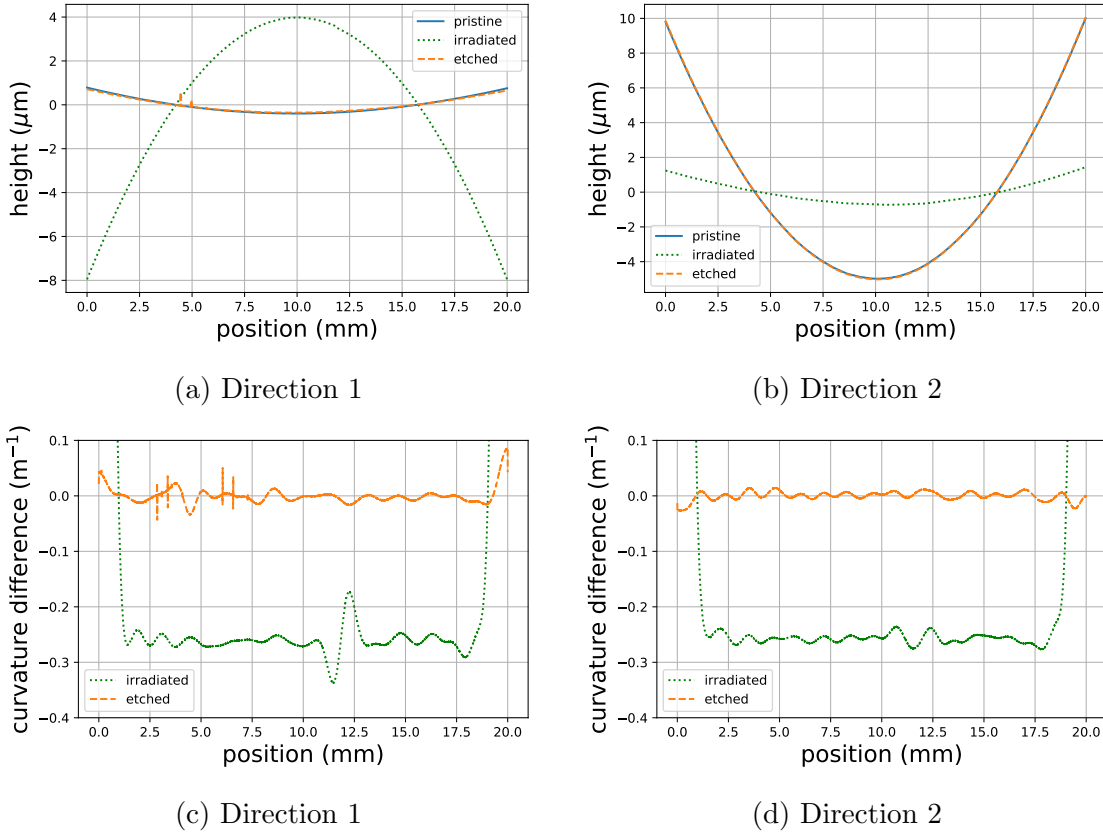 4
2
0
−2
−4
−6
−8
height (μm)
pristine
irradiated
etched
0.0 2.5 5.0 7.5 10.0 12.5 15.0 17.5 20.0
position (mm)
(a) Direction 1
10
8
6
4
2
0
−2
−4
height (μm)
pristine
irradiated
etched
0.0 2.5 5.0 7.5 10.0 12.5 15.0 17.5 20.0
position (mm)
(b) Direction 2
0.1
0.0
−0.1
−0.2
−0.3
−0.4
curvature difference (m⁻¹)
irradiated
etched
0.0 2.5 5.0 7.5 10.0 12.5 15.0 17.5 20.0
position (mm)
(c) Direction 1
0.1
0.0
−0.1
−0.2
−0.3
−0.4
curvature difference (m⁻¹)
irradiated
etched
0.0 2.5 5.0 7.5 10.0 12.5 15.0 17.5 20.0
position (mm)
(d) Direction 2